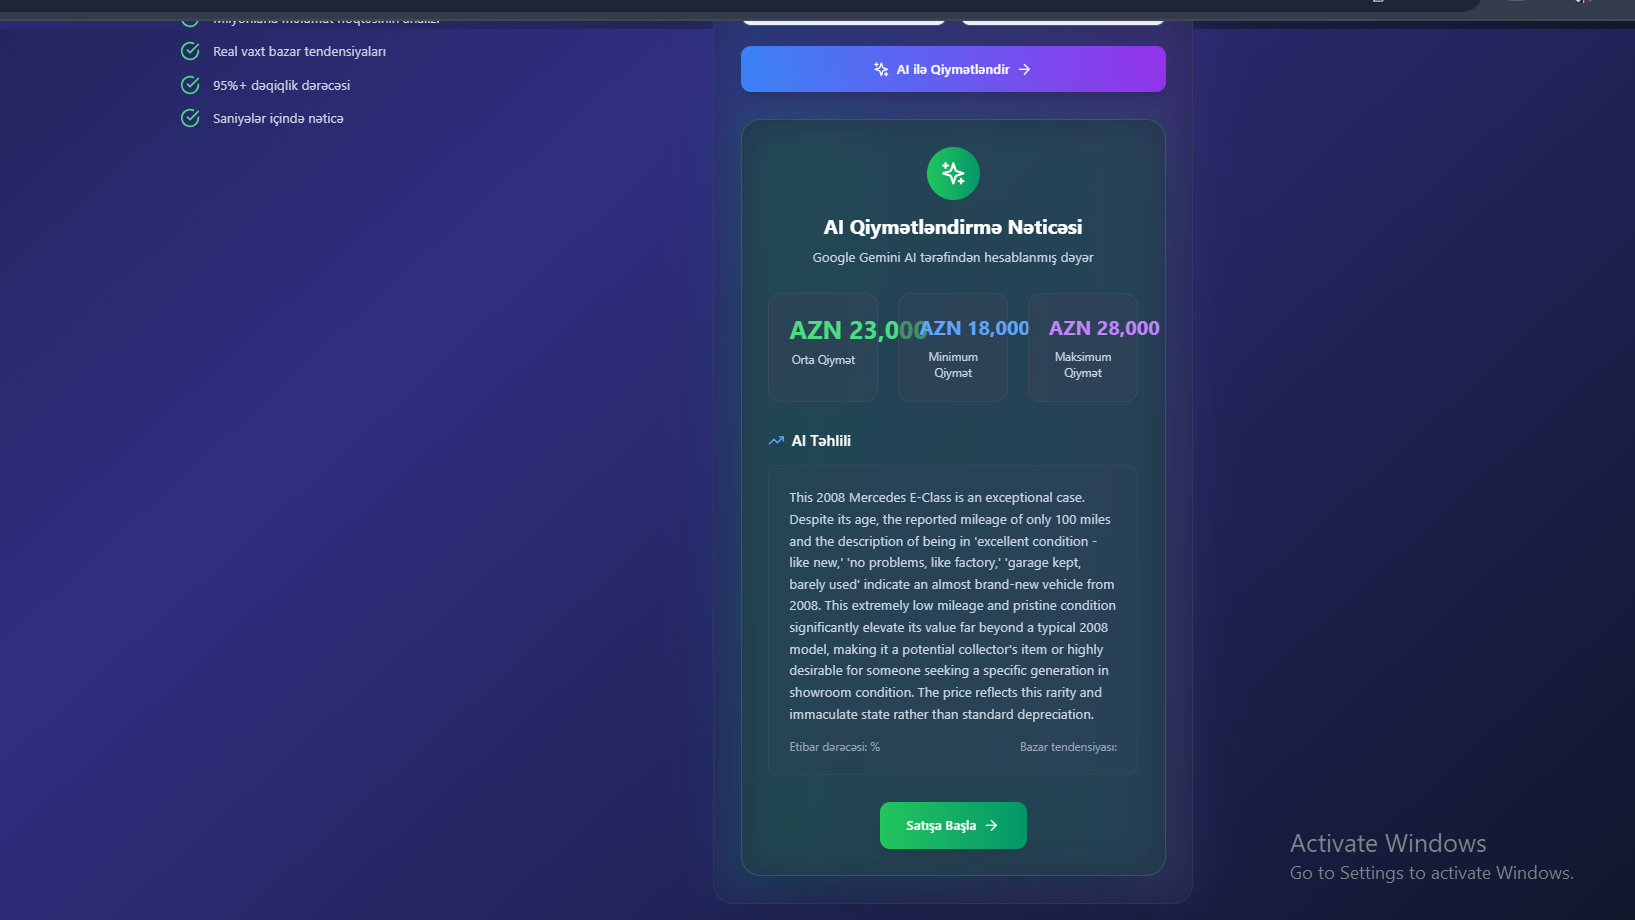 Milyonlarla məlumat nöqtəsinin analizi
Real vaxt bazar tendensiyaları
95%+ dəqiqlik dərəcəsi
Saniyələr içində nəticə
AI ilə Qiymətləndir
AI Qiymətləndirmə Nəticəsi
Google Gemini AI tərəfindən hesablanmış dəyər
AZN 23,000
Orta Qiymət
AZN 18,000
Minimum
Qiymət
AZN 28,000
Maksimum
Qiymət
AI Təhlili
This 2008 Mercedes E-Class is an exceptional case.
Despite its age, the reported mileage of only 100 miles
and the description of being in 'excellent condition -
like new,' 'no problems, like factory,' 'garage kept,
barely used' indicate an almost brand-new vehicle from
2008. This extremely low mileage and pristine condition
significantly elevate its value far beyond a typical 2008
model, making it a potential collector's item or highly
desirable for someone seeking a specific generation in
showroom condition. The price reflects this rarity and
immaculate state rather than standard depreciation.
Etibar dərəcəsi: %
Bazar tendensiyası:
Satışa Başla
Activate Windows
Go to Settings to activate Windows.